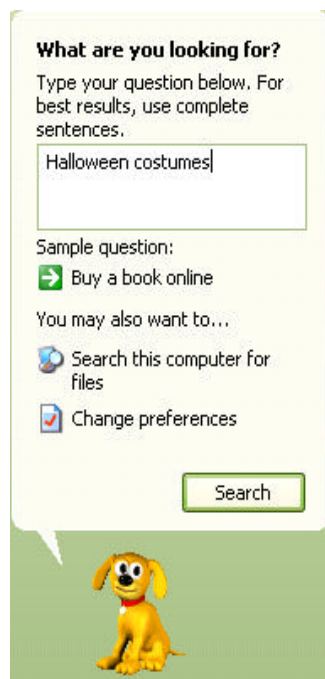 What are you looking for?
Type your question below. For
best results, use complete
sentences.
Halloween costumes
Sample question:
Buy a book online
You may also want to...
Search this computer for
files
Change preferences
Search